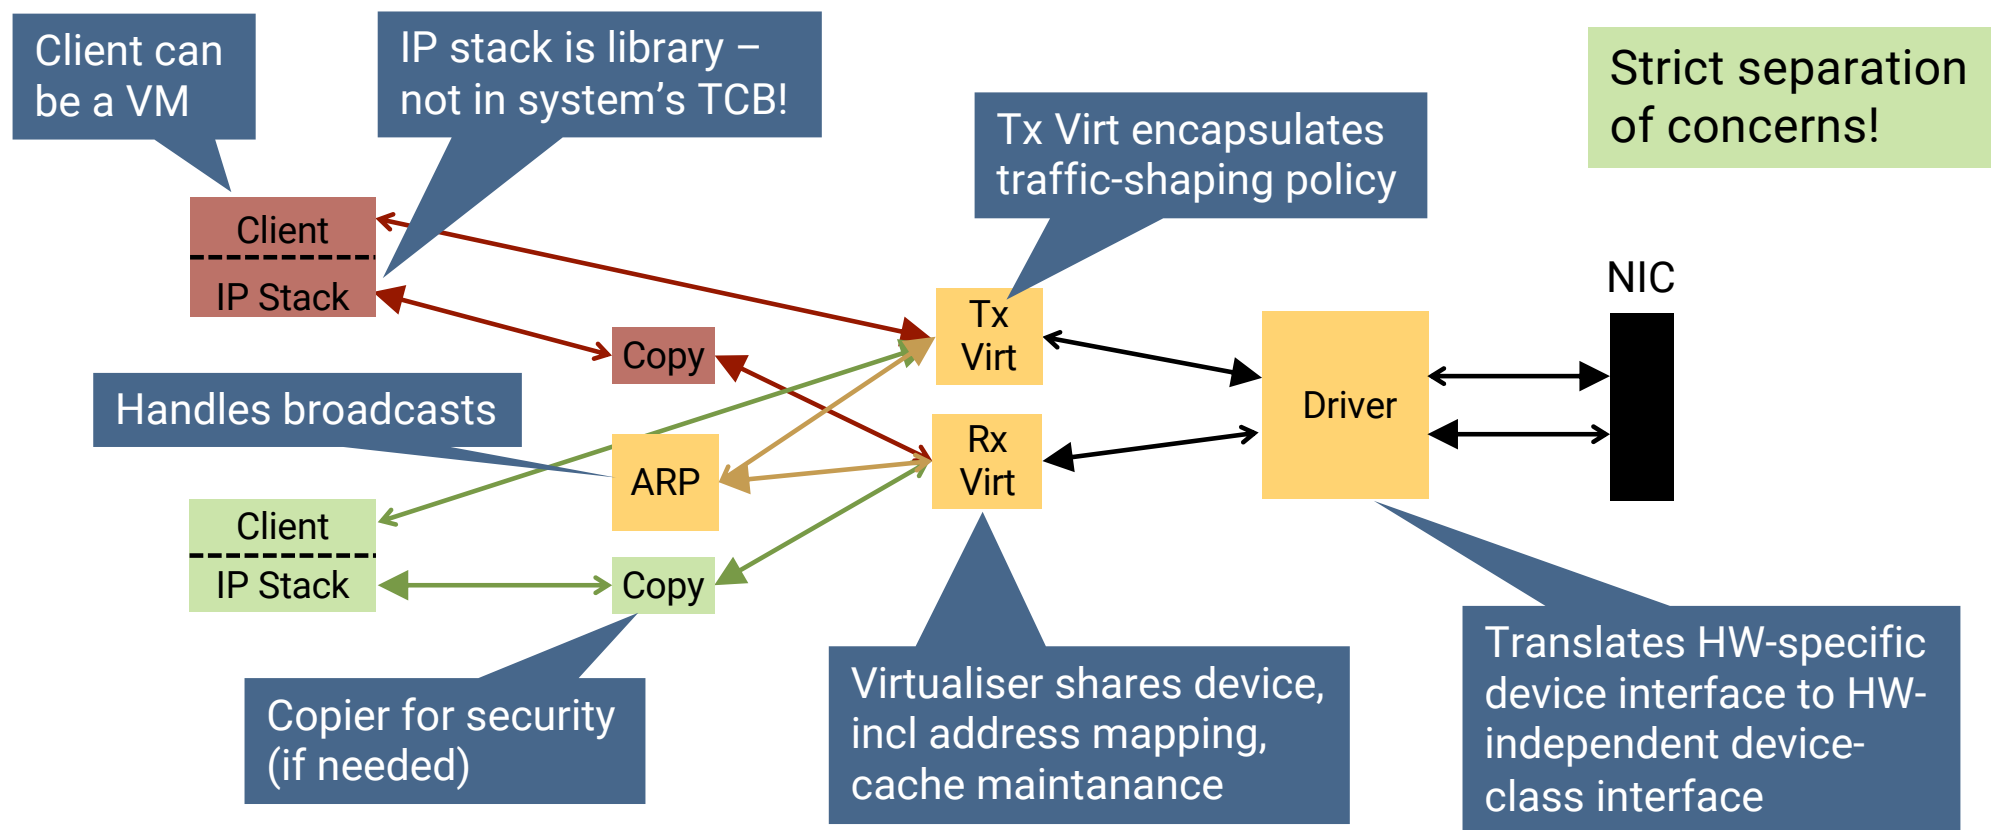 Client can
be a VM
IP stack is library –
not in system’s TCB!
Tx Virt encapsulates
traffic-shaping policy
Strict separation
of concerns!
Client
IP Stack
Copy
Tx
Virt
NIC
Handles broadcasts
ARP
Rx
Virt
Driver
Client
IP Stack
Copy
Copier for security
(if needed)
Virtualiser shares device,
incl address mapping,
cache maintanance
Translates HW-specific
device interface to HW-
independent device-
class interface